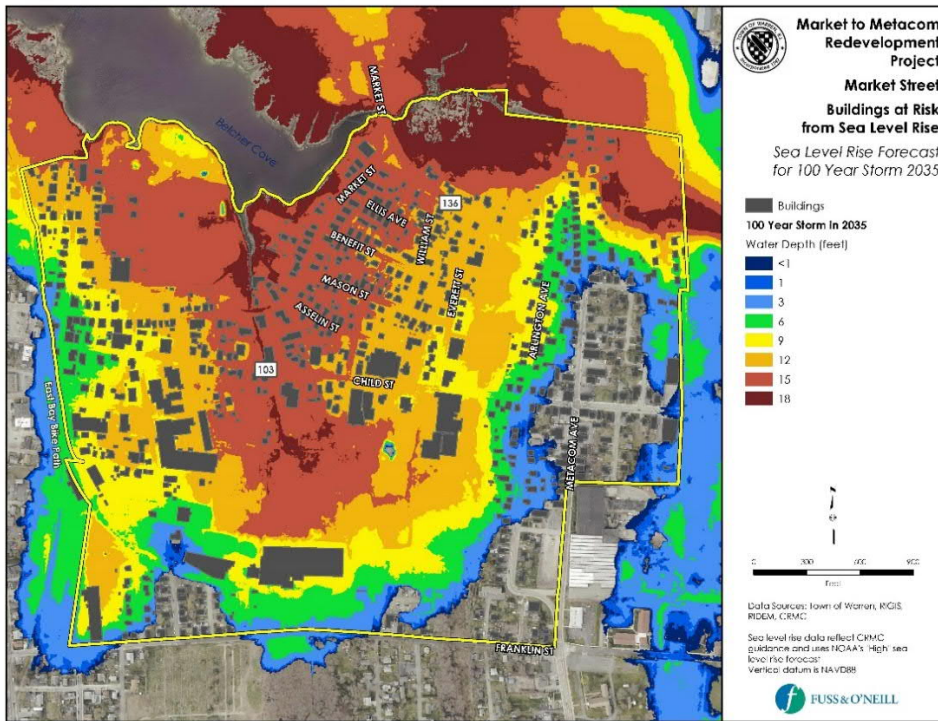 Market to Metacom
Redevelopment
Project
Market Street
Buildings at Risk
from Sea Level Rise
Sea Level Rise Forecast
for 100 Year Storm 2035
Buildings
100 Year Storm in 2035
Water Depth (feet)
<1
1
3
6
9
12
15
18
0 300 600 900
Feet
Data Sources: Town of Warren, RIGIS,
RIDEM, CRMC
Sea level rise data reflect CRMC
guidance and uses NOAA's 'High' sea
level rise forecast
Vertical datum is NAVD88
FUSS & O'NEILL
MARKET ST
Belcher Cove
MARKET ST
ELLIS AVE
136
WILLIAM ST
BENEFIT ST
MASON ST
EVERETT ST
ASSELIN ST
ARLINGTON AVE
103
CHILD ST
East Bay Bike Path
METACOM AVE
FRANKLIN ST